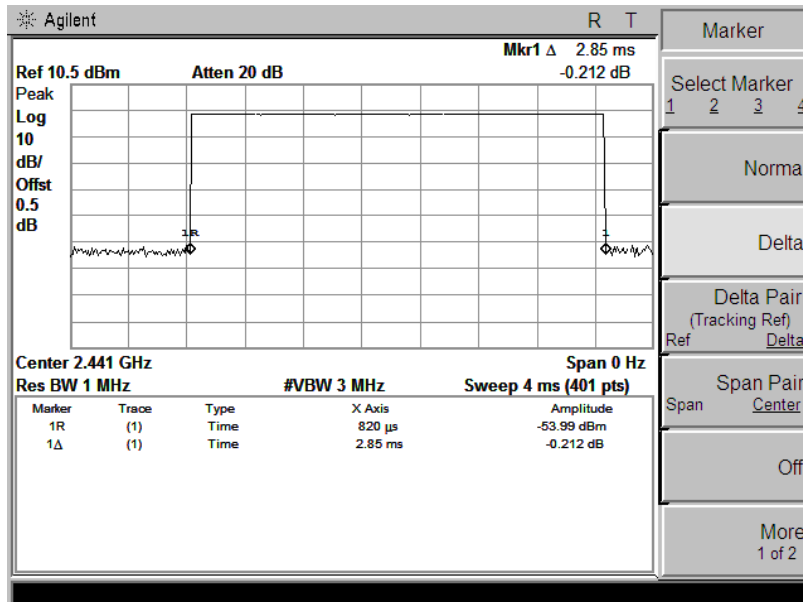 Agilent R T
Mkr1 Δ 2.85 ms
Ref 10.5 dBm Atten 20 dB -0.212 dB
Peak
Log
10
dB/
Offst
0.5
dB
1R
1
Center 2.441 GHz Span 0 Hz
Res BW 1 MHz #VBW 3 MHz Sweep 4 ms (401 pts)
Marker Trace Type X Axis Amplitude
1R (1) Time 820 µs -53.99 dBm
1Δ (1) Time 2.85 ms -0.212 dB
Marker
Select Marker
1 2 3 4
Norma
Delta
Delta Pair
(Tracking Ref)
Ref Delta
Span Pair
Span Center
Off
More
1 of 2